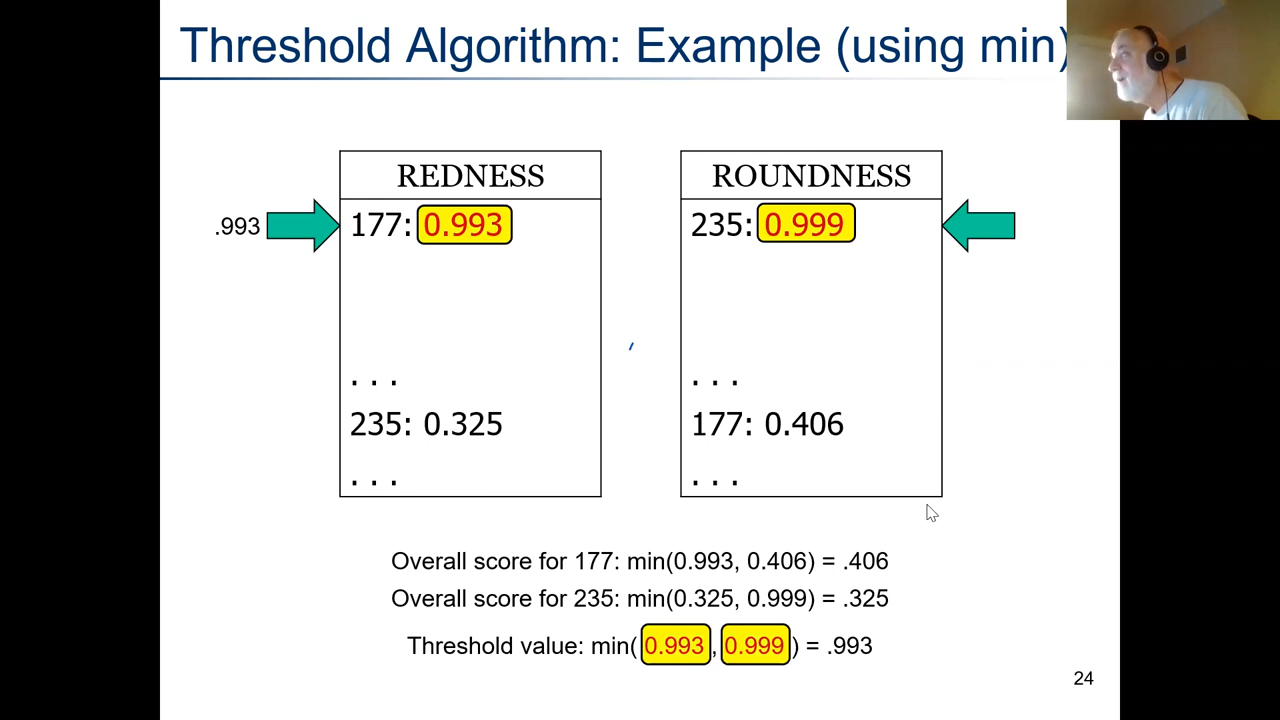 Threshold Algorithm: Example (using min)
REDNESS
.993
177: 0.993
. . .
235: 0.325
. . .
ROUNDNESS
235: 0.999
. . .
177: 0.406
. . .
Overall score for 177: min(0.993, 0.406) = .406
Overall score for 235: min(0.325, 0.999) = .325
Threshold value: min(0.993, 0.999) = .993
24